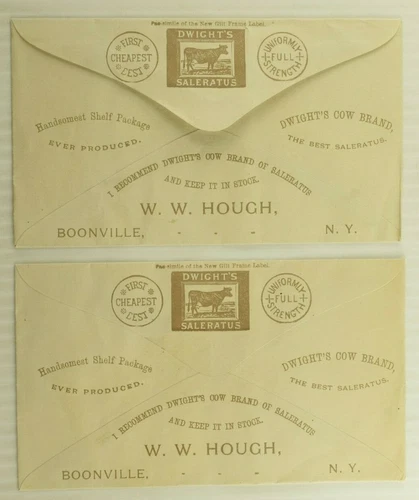 Fac-simile of the New Gilt Frame Label.
FIRST
CHEAPEST
BEST
DWIGHT'S
SALERATUS
UNIFORMLY
FULL
STRENGTH
Handsomest Shelf Package
EVER PRODUCED.
DWIGHT'S COW BRAND,
THE BEST SALERATUS.
I RECOMMEND DWIGHT'S COW BRAND OF SALERATUS
AND KEEP IT IN STOCK.
W. W. HOUGH,
BOONVILLE, - - - N. Y.
Fac-simile of the New Gilt Frame Label.
FIRST
CHEAPEST
BEST
DWIGHT'S
SALERATUS
UNIFORMLY
FULL
STRENGTH
Handsomest Shelf Package
EVER PRODUCED.
DWIGHT'S COW BRAND,
THE BEST SALERATUS.
I RECOMMEND DWIGHT'S COW BRAND OF SALERATUS
AND KEEP IT IN STOCK.
W. W. HOUGH,
BOONVILLE, - - - N. Y.